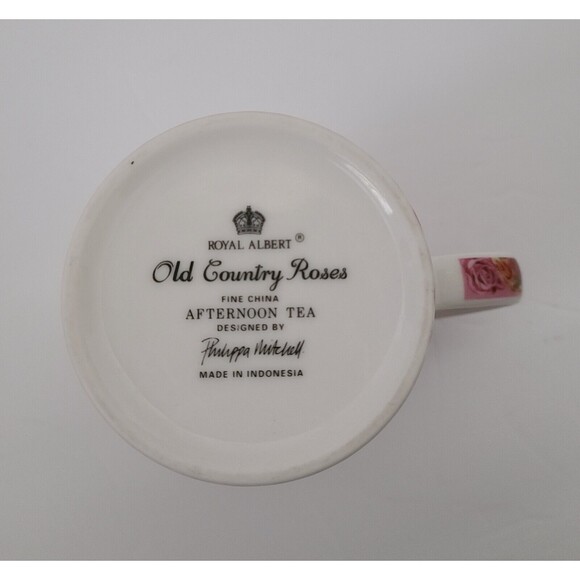 ROYAL ALBERT®
Old Country Roses
FINE CHINA
AFTERNOON TEA
DESIGNED BY
Philippa Mitchell
MADE IN INDONESIA